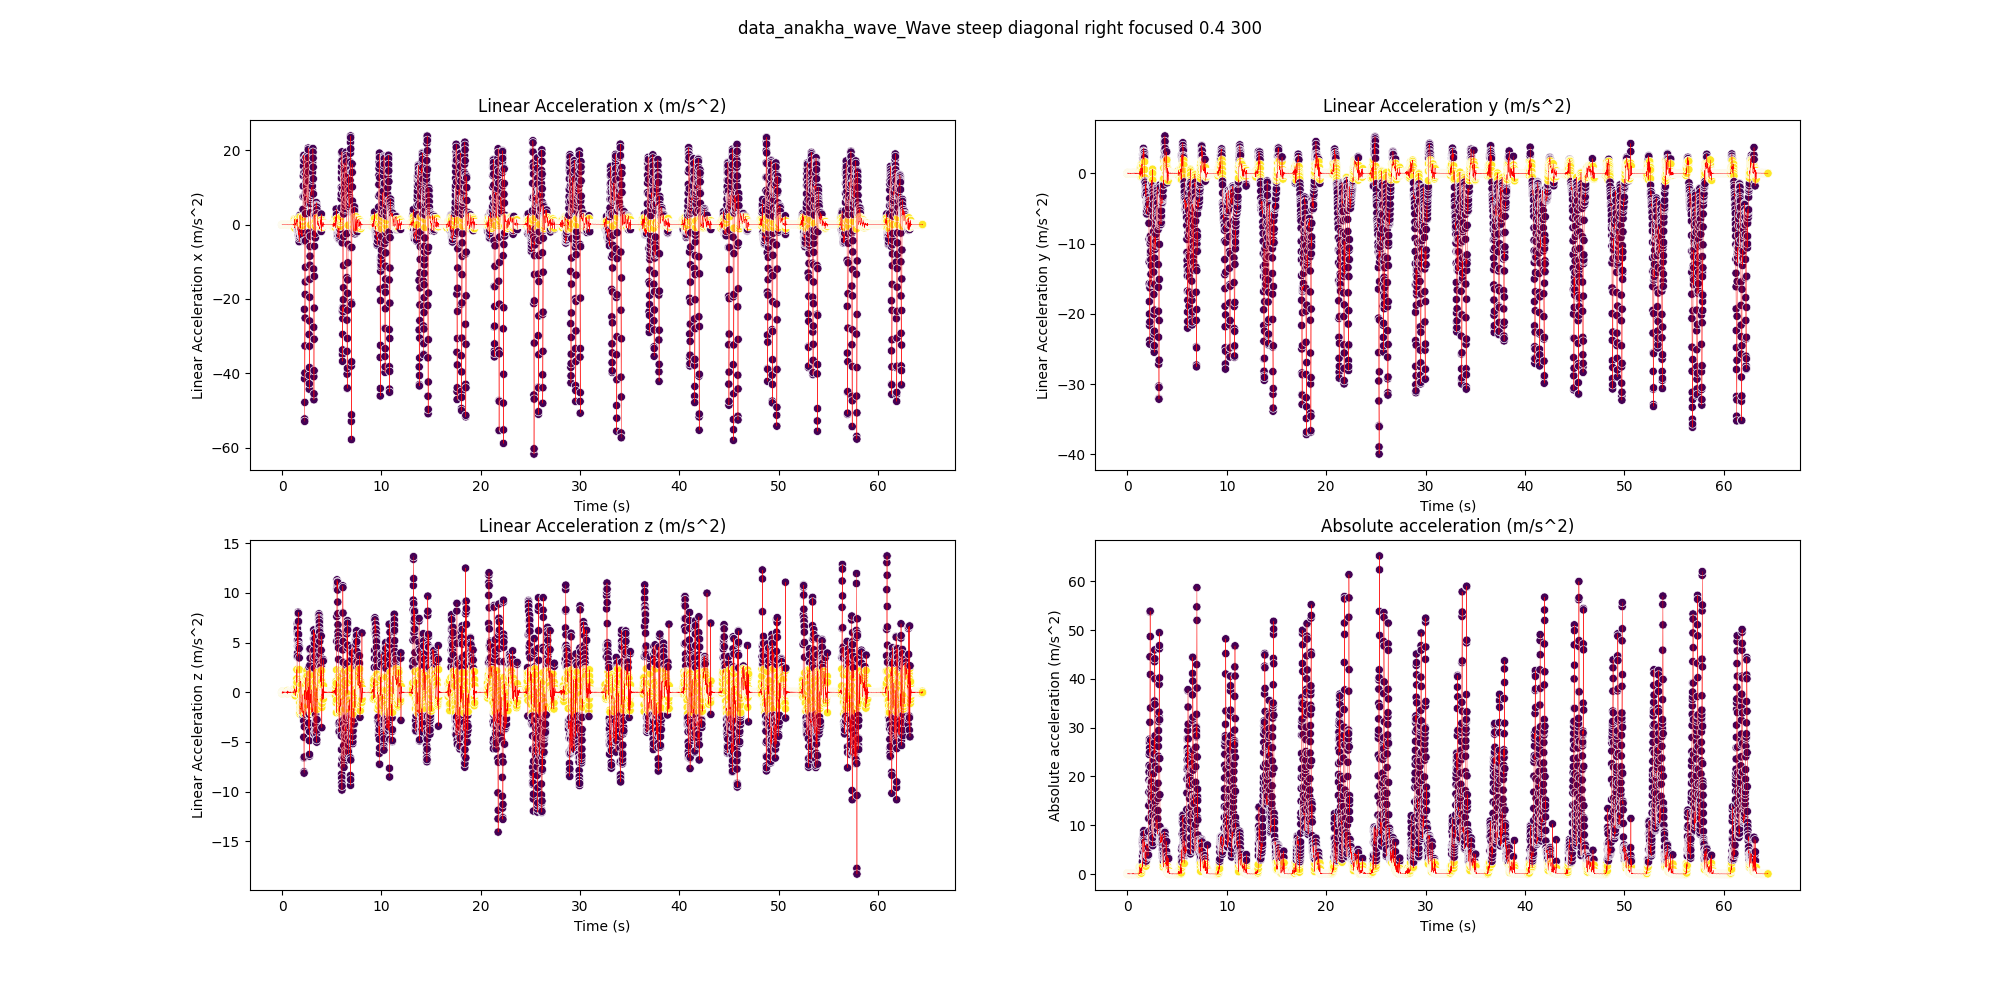 data_anakha_wave_Wave steep diagonal right focused 0.4 300
Linear Acceleration x (m/s^2)
Linear Acceleration x (m/s^2)
20
0
−20
−40
−60
0 10 20 30 40 50 60
Time (s)
Linear Acceleration y (m/s^2)
Linear Acceleration y (m/s^2)
0
−10
−20
−30
−40
0 10 20 30 40 50 60
Time (s)
Linear Acceleration z (m/s^2)
Linear Acceleration z (m/s^2)
15
10
5
0
−5
−10
−15
0 10 20 30 40 50 60
Time (s)
Absolute acceleration (m/s^2)
Absolute acceleration (m/s^2)
60
50
40
30
20
10
0
0 10 20 30 40 50 60
Time (s)